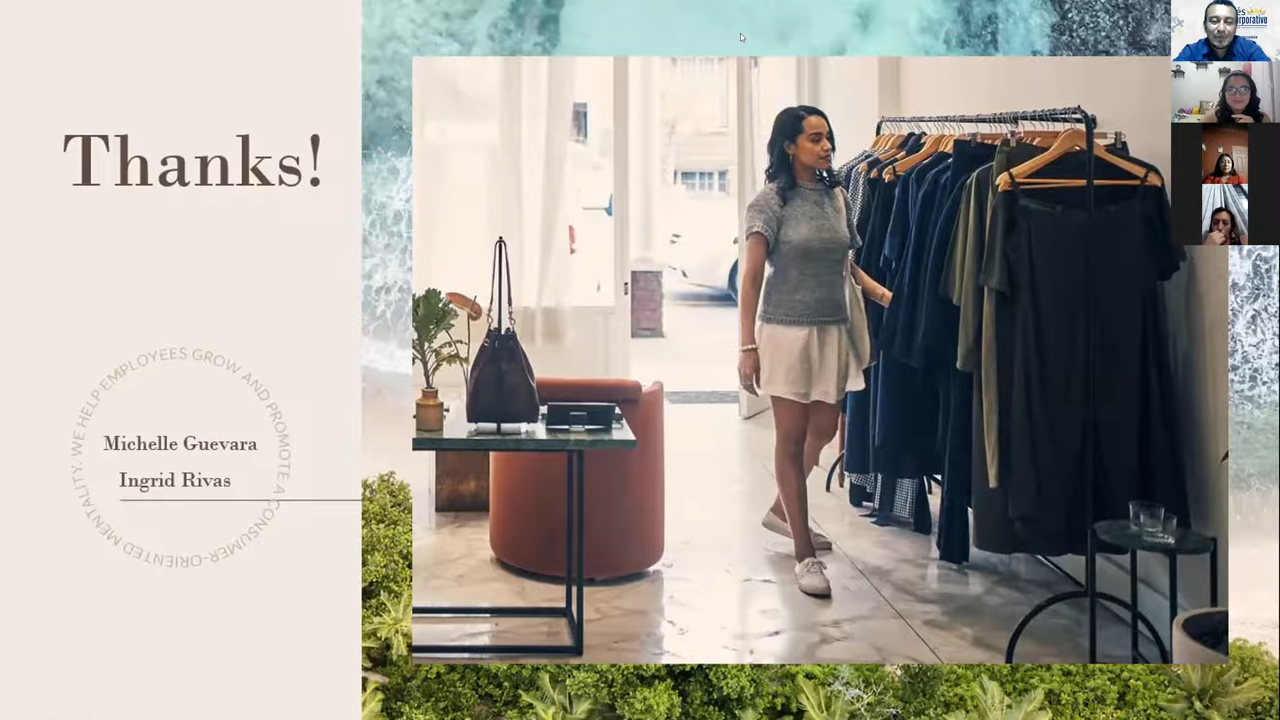 Thanks!
WE HELP EMPLOYEES GROW AND PROMOTE A CONSUMER-ORIENTED MENTALITY.
Michelle Guevara
Ingrid Rivas